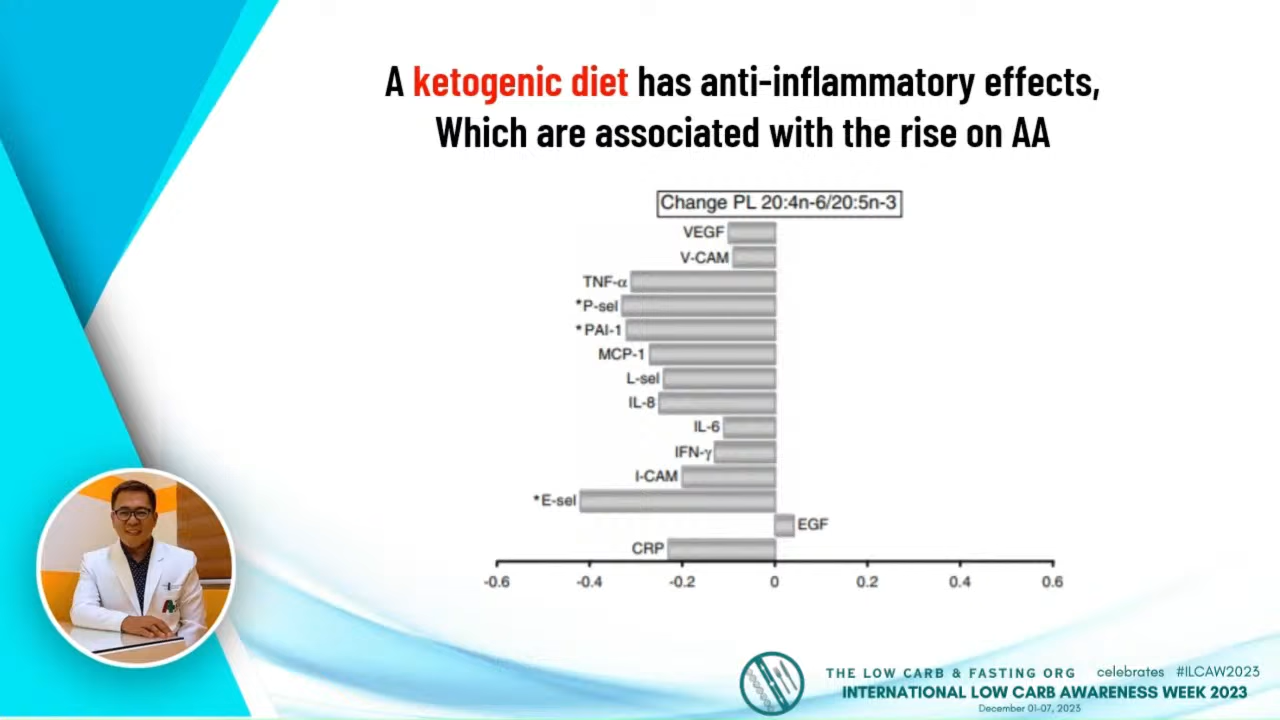 A ketogenic diet has anti-inflammatory effects,
Which are associated with the rise on AA
Change PL 20:4n-6/20:5n-3
VEGF
V-CAM
TNF-α
*P-sel
*PAI-1
MCP-1
L-sel
IL-8
IL-6
IFN-γ
I-CAM
*E-sel
EGF
CRP
-0.6 -0.4 -0.2 0 0.2 0.4 0.6
THE LOW CARB & FASTING ORG celebrates #ILCAW2023
INTERNATIONAL LOW CARB AWARENESS WEEK 2023
December 01-07, 2023